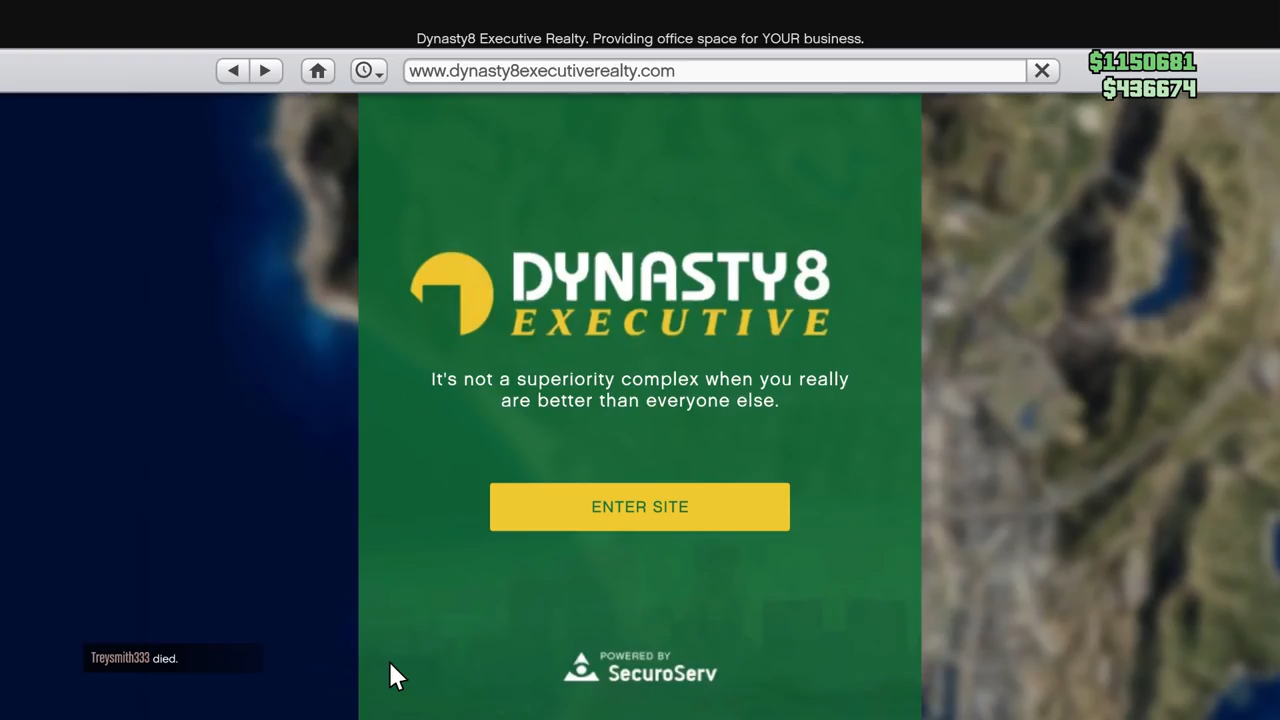 Dynasty8 Executive Realty. Providing office space for YOUR business.
www.dynasty8executiverealty.com
$1150681
$436674
DYNASTY8
EXECUTIVE
It's not a superiority complex when you really
are better than everyone else.
ENTER SITE
Treysmith333 died.
POWERED BY
SecuroServ